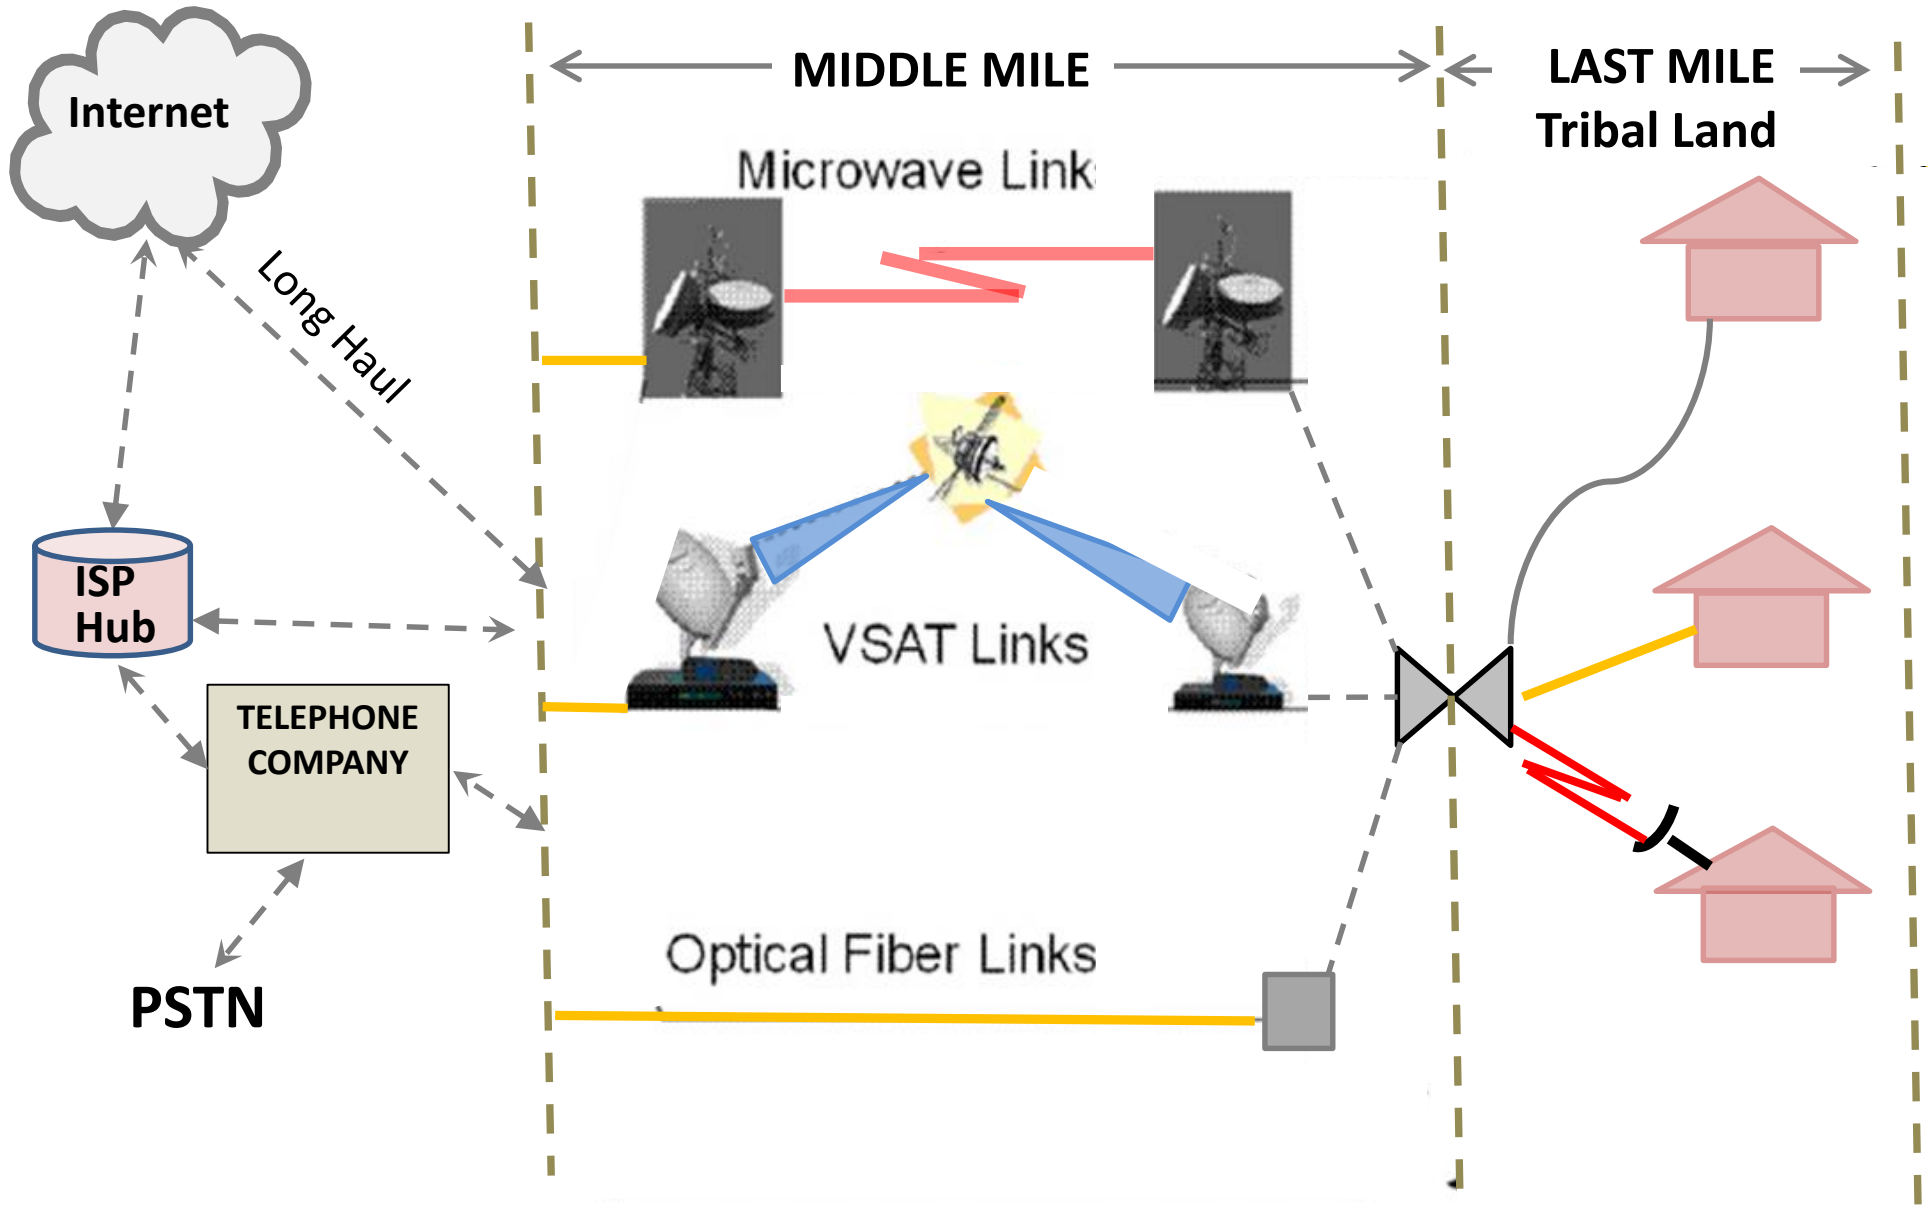 Internet
MIDDLE MILE
LAST MILE
Tribal Land
Microwave Link
Long Haul
ISP
Hub
VSAT Links
TELEPHONE
COMPANY
Optical Fiber Links
PSTN